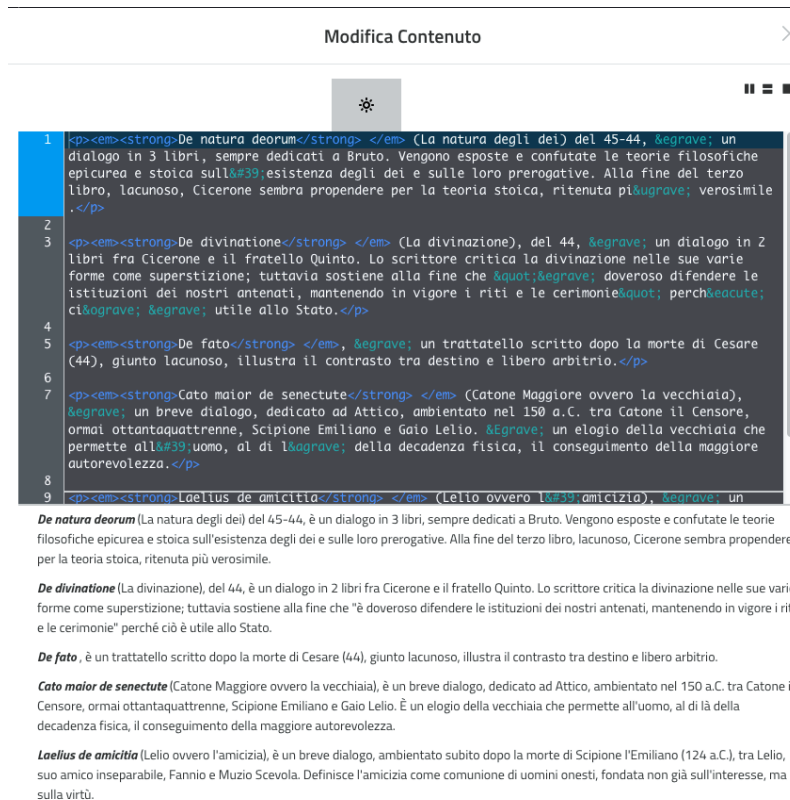 Modifica Contenuto
1 <p><em><strong>De natura deorum</strong> </em> (La natura degli dei) del 45-44, &egrave; un
dialogo in 3 libri, sempre dedicati a Bruto. Vengono esposte e confutate le teorie filosofiche
epicurea e stoica sull&#39;esistenza degli dei e sulle loro prerogative. Alla fine del terzo
libro, lacunoso, Cicerone sembra propendere per la teoria stoica, ritenuta pi&ugrave; verosimile
.</p>
2
3 <p><em><strong>De divinatione</strong> </em> (La divinazione), del 44, &egrave; un dialogo in 2
libri fra Cicerone e il fratello Quinto. Lo scrittore critica la divinazione nelle sue varie
forme come superstizione; tuttavia sostiene alla fine che &quot;&egrave; doveroso difendere le
istituzioni dei nostri antenati, mantenendo in vigore i riti e le cerimonie&quot; perch&eacute;
ci&ograve; &egrave; utile allo Stato.</p>
4
5 <p><em><strong>De fato</strong> </em>, &egrave; un trattatello scritto dopo la morte di Cesare
(44), giunto lacunoso, illustra il contrasto tra destino e libero arbitrio.</p>
6
7 <p><em><strong>Cato maior de senectute</strong> </em> (Catone Maggiore ovvero la vecchiaia),
&egrave; un breve dialogo, dedicato ad Attico, ambientato nel 150 a.C. tra Catone il Censore,
ormai ottantaquattrenne, Scipione Emiliano e Gaio Lelio. &Egrave; un elogio della vecchiaia che
permette all&#39;uomo, al di l&agrave; della decadenza fisica, il conseguimento della maggiore
autorevolezza.</p>
8
9 <p><em><strong>Laelius de amicitia</strong> </em> (Lelio ovvero l&#39;amicizia), &egrave; un
De natura deorum (La natura degli dei) del 45-44, è un dialogo in 3 libri, sempre dedicati a Bruto. Vengono esposte e confutate le teorie
filosofiche epicurea e stoica sull'esistenza degli dei e sulle loro prerogative. Alla fine del terzo libro, lacunoso, Cicerone sembra propendere
per la teoria stoica, ritenuta più verosimile.
De divinatione (La divinazione), del 44, è un dialogo in 2 libri fra Cicerone e il fratello Quinto. Lo scrittore critica la divinazione nelle sue vari
forme come superstizione; tuttavia sostiene alla fine che "è doveroso difendere le istituzioni dei nostri antenati, mantenendo in vigore i rit
e le cerimonie" perché ciò è utile allo Stato.
De fato , è un trattatello scritto dopo la morte di Cesare (44), giunto lacunoso, illustra il contrasto tra destino e libero arbitrio.
Cato maior de senectute (Catone Maggiore ovvero la vecchiaia), è un breve dialogo, dedicato ad Attico, ambientato nel 150 a.C. tra Catone i
Censore, ormai ottantaquattrenne, Scipione Emiliano e Gaio Lelio. È un elogio della vecchiaia che permette all'uomo, al di là della
decadenza fisica, il conseguimento della maggiore autorevolezza.
Laelius de amicitia (Lelio ovvero l'amicizia), è un breve dialogo, ambientato subito dopo la morte di Scipione l'Emiliano (124 a.C.), tra Lelio,
suo amico inseparabile, Fannio e Muzio Scevola. Definisce l'amicizia come comunione di uomini onesti, fondata non già sull'interesse, ma
sulla virtù.